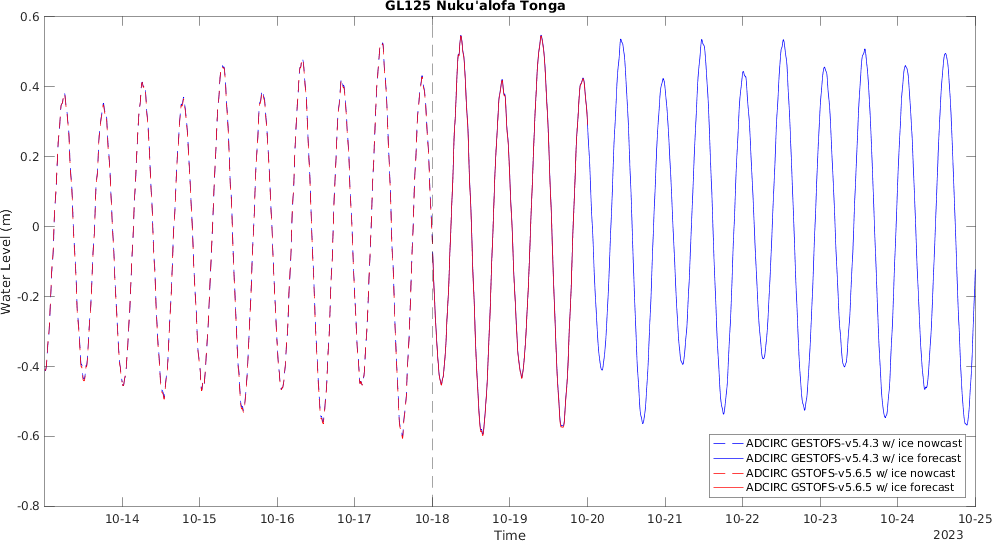 GL125 Nuku'alofa Tonga
0.6
0.4
0.2
0
-0.2
-0.4
-0.6
-0.8
Water Level (m)
ADCIRC GESTOFS-v5.4.3 w/ ice nowcast
ADCIRC GESTOFS-v5.4.3 w/ ice forecast
ADCIRC GSTOFS-v5.6.5 w/ ice nowcast
ADCIRC GSTOFS-v5.6.5 w/ ice forecast
10-14 10-15 10-16 10-17 10-18 10-19 10-20 10-21 10-22 10-23 10-24 10-25
Time
2023